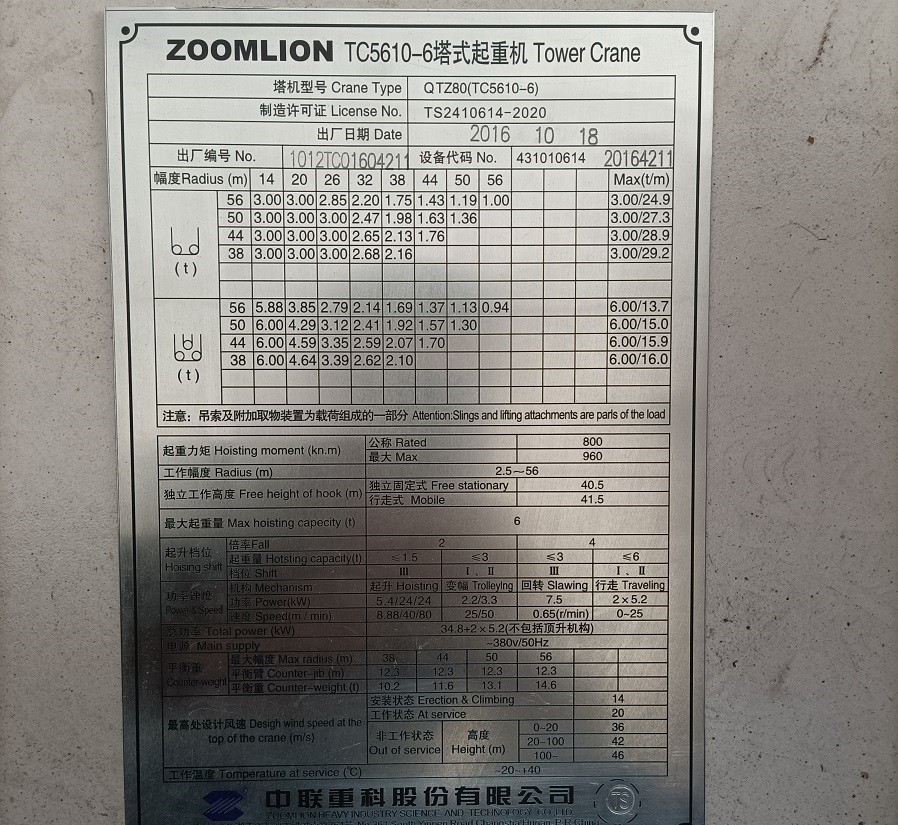 ZOOMLION TC5610-6塔式起重机 Tower Crane
塔机型号 Crane Type QTZ80(TC5610-6)
制造许可证 License No. TS2410614-2020
出厂日期 Date 2016 10 18
出厂编号 No. 1012TC01604211 设备代码 No. 431010614 20164211
幅度Radius (m) 14 20 26 32 38 44 50 56 Max(t/m)
56 3.00 3.00 2.85 2.20 1.75 1.43 1.19 1.00 3.00/24.9
50 3.00 3.00 3.00 2.47 1.98 1.63 1.36 3.00/27.3
44 3.00 3.00 3.00 2.65 2.13 1.76 3.00/28.9
38 3.00 3.00 3.00 2.68 2.16 3.00/29.2
(t)
56 5.88 3.85 2.79 2.14 1.69 1.37 1.13 0.94 6.00/13.7
50 6.00 4.29 3.12 2.41 1.92 1.57 1.30 6.00/15.0
44 6.00 4.59 3.35 2.59 2.07 1.70 6.00/15.9
38 6.00 4.64 3.39 2.62 2.10 6.00/16.0
(t)
注意：吊索及附加取物装置为载荷组成的一部分 Attention:Slings and lifting attachments are parts of the load
起重力矩 Hoisting moment (kn.m) 公称 Rated 800
最大 Max 960
工作幅度 Radius (m) 2.5~56
独立工作高度 Free height of hook (m) 独立固定式 Free stationary 40.5
行走式 Mobile 41.5
最大起重量 Max hoisting capecity (t) 6
起升档位 Hoising shift 倍率Fall 2 4
起重量 Hotsting capacity(t) ≤1.5 ≤3 ≤3 ≤6
档位 Shift III I、II III I、II
功率速度 Power & Speed 机构 Mechanism 起升 Hoisting 变幅 Trolleying 回转 Slawing 行走 Traveling
功率 Power(kW) 5.4/24/24 2.2/3.3 7.5 2×5.2
速度 Speed(m / min) 8.88/40/80 25/50 0.65(r/min) 0~25
总功率 Total power (kW) 34.8+2×5.2(不包括顶升机构)
电源 Main supply ~380v/50Hz
平衡重 Counter-weight 最大幅度 Max radius (m) 38 44 50 56
平衡臂 Counter-jib (m) 12.3 12.3 12.3 12.3
平衡重 Counter-weight (t) 10.2 11.6 13.1 14.6
最高处设计风速 Desigh wind speed at the
top of the crane (m/s)
安装状态 Erection & Climbing 14
工作状态 At service 20
非工作状态 Out of service 高度 Height (m) 0~20 36
20~100 42
100~ 46
工作温度 Tomperature at service (℃) -20~+40
中联重科股份有限公司 TS
ZOOMLION HEAVY INDUSTRY SCIENCE AND TECHNOLOGY CO., LTD.